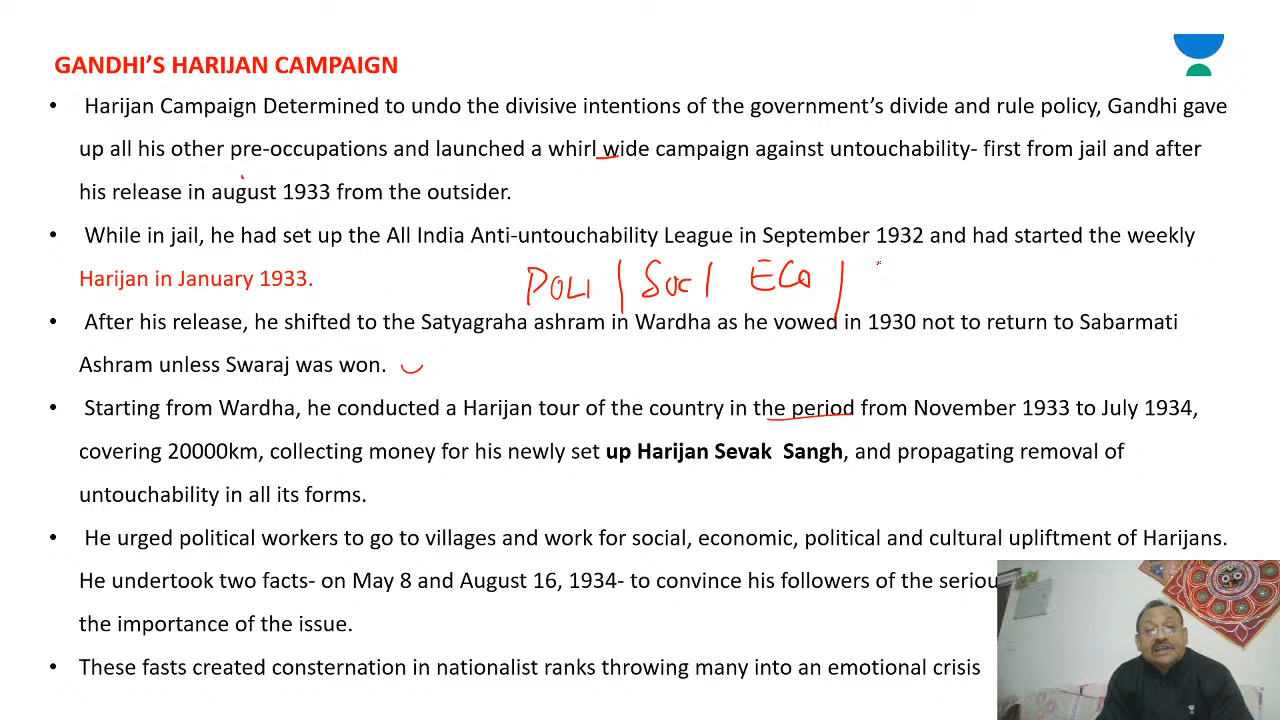 GANDHI'S HARIJAN CAMPAIGN
• Harijan Campaign Determined to undo the divisive intentions of the government's divide and rule policy, Gandhi gave
up all his other pre-occupations and launched a whirl wide campaign against untouchability- first from jail and after
his release in august 1933 from the outsider.
• While in jail, he had set up the All India Anti-untouchability League in September 1932 and had started the weekly
Harijan in January 1933.
POLI | SOC | ECO |
• After his release, he shifted to the Satyagraha ashram in Wardha as he vowed in 1930 not to return to Sabarmati
Ashram unless Swaraj was won.
• Starting from Wardha, he conducted a Harijan tour of the country in the period from November 1933 to July 1934,
covering 20000km, collecting money for his newly set up Harijan Sevak Sangh, and propagating removal of
untouchability in all its forms.
• He urged political workers to go to villages and work for social, economic, political and cultural upliftment of Harijans.
He undertook two facts- on May 8 and August 16, 1934- to convince his followers of the seriou
the importance of the issue.
• These fasts created consternation in nationalist ranks throwing many into an emotional crisis